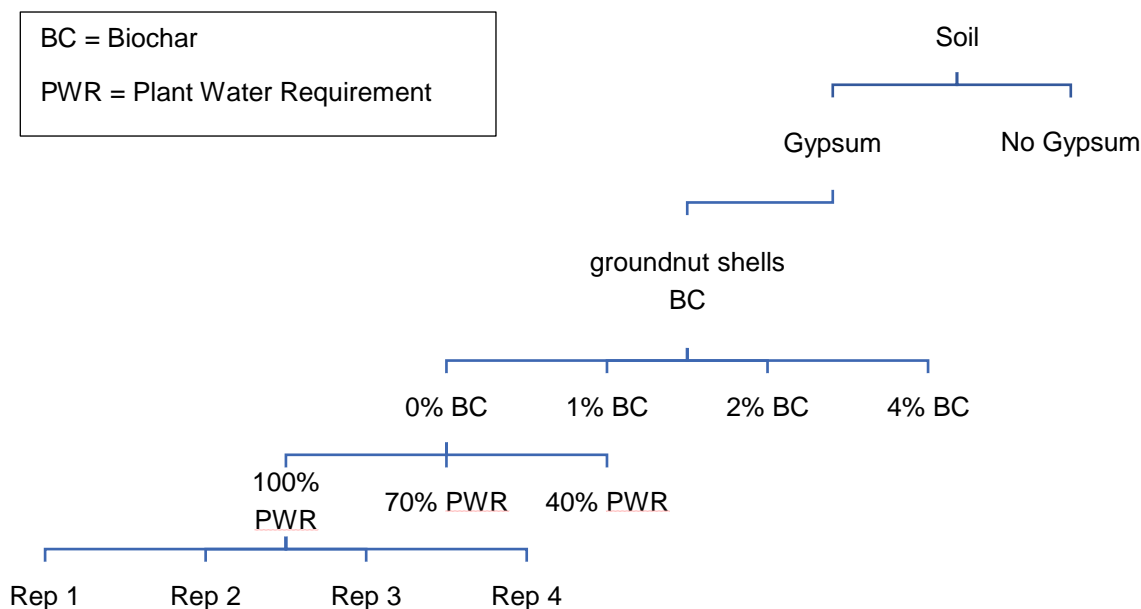 BC = Biochar
PWR = Plant Water Requirement
Soil
Gypsum
No Gypsum
groundnut shells
BC
0% BC
1% BC
2% BC
4% BC
100%
PWR
70% PWR
40% PWR
Rep 1
Rep 2
Rep 3
Rep 4